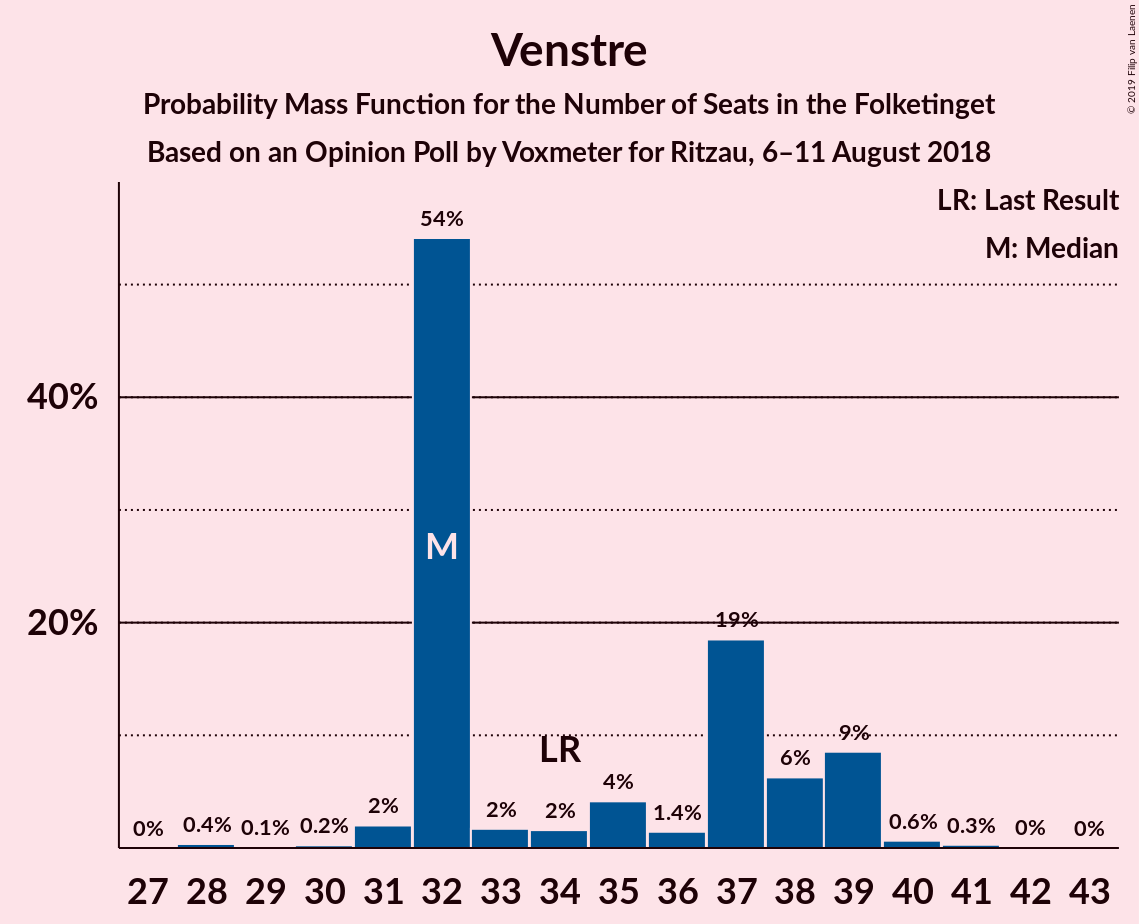 Venstre
Probability Mass Function for the Number of Seats in the Folketinget
Based on an Opinion Poll by Voxmeter for Ritzau, 6–11 August 2018
© 2019 Filip van Laenen
LR: Last Result
M: Median
54%
40%
M
20%
19%
LR
9%
6%
4%
2%
2%
2%
1.4%
0%
0.4%
0.1%
0.2%
0.6%
0.3%
0%
0%
27 28 29 30 31 32 33 34 35 36 37 38 39 40 41 42 43